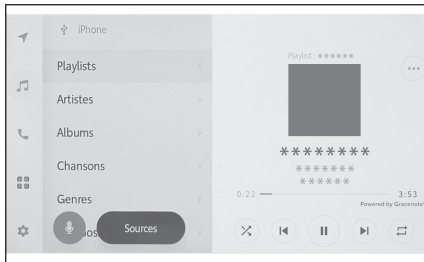 iPhone
Playlists
Artistes
Albums
Chansons
Genres
Sources
Playlist : ******
********
*******
******
0:22
3:53
Powered by Gracenote